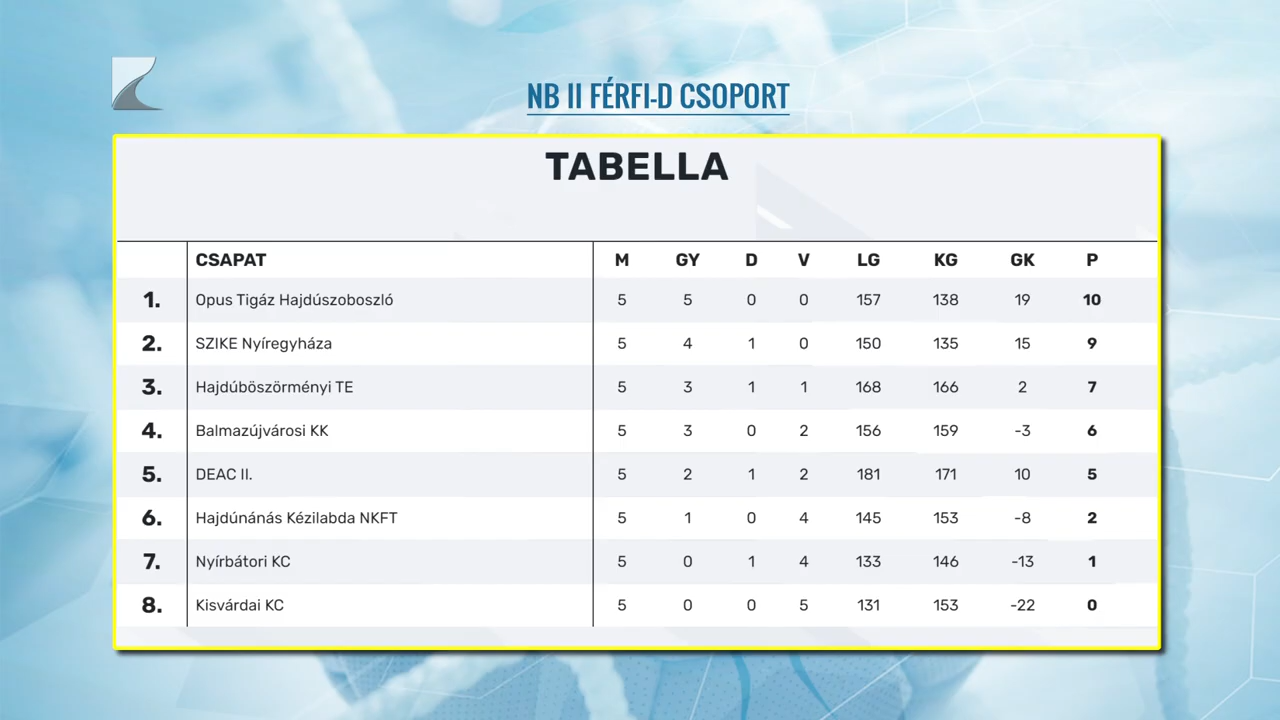 NB II FÉRFI-D CSOPORT
TABELLA
CSAPAT M GY D V LG KG GK P
1. Opus Tigáz Hajdúszoboszló 5 5 0 0 157 138 19 10
2. SZIKE Nyíregyháza 5 4 1 0 150 135 15 9
3. Hajdúböszörményi TE 5 3 1 1 168 166 2 7
4. Balmazújvárosi KK 5 3 0 2 156 159 -3 6
5. DEAC II. 5 2 1 2 181 171 10 5
6. Hajdúnánás Kézilabda NKFT 5 1 0 4 145 153 -8 2
7. Nyírbátori KC 5 0 1 4 133 146 -13 1
8. Kisvárdai KC 5 0 0 5 131 153 -22 0